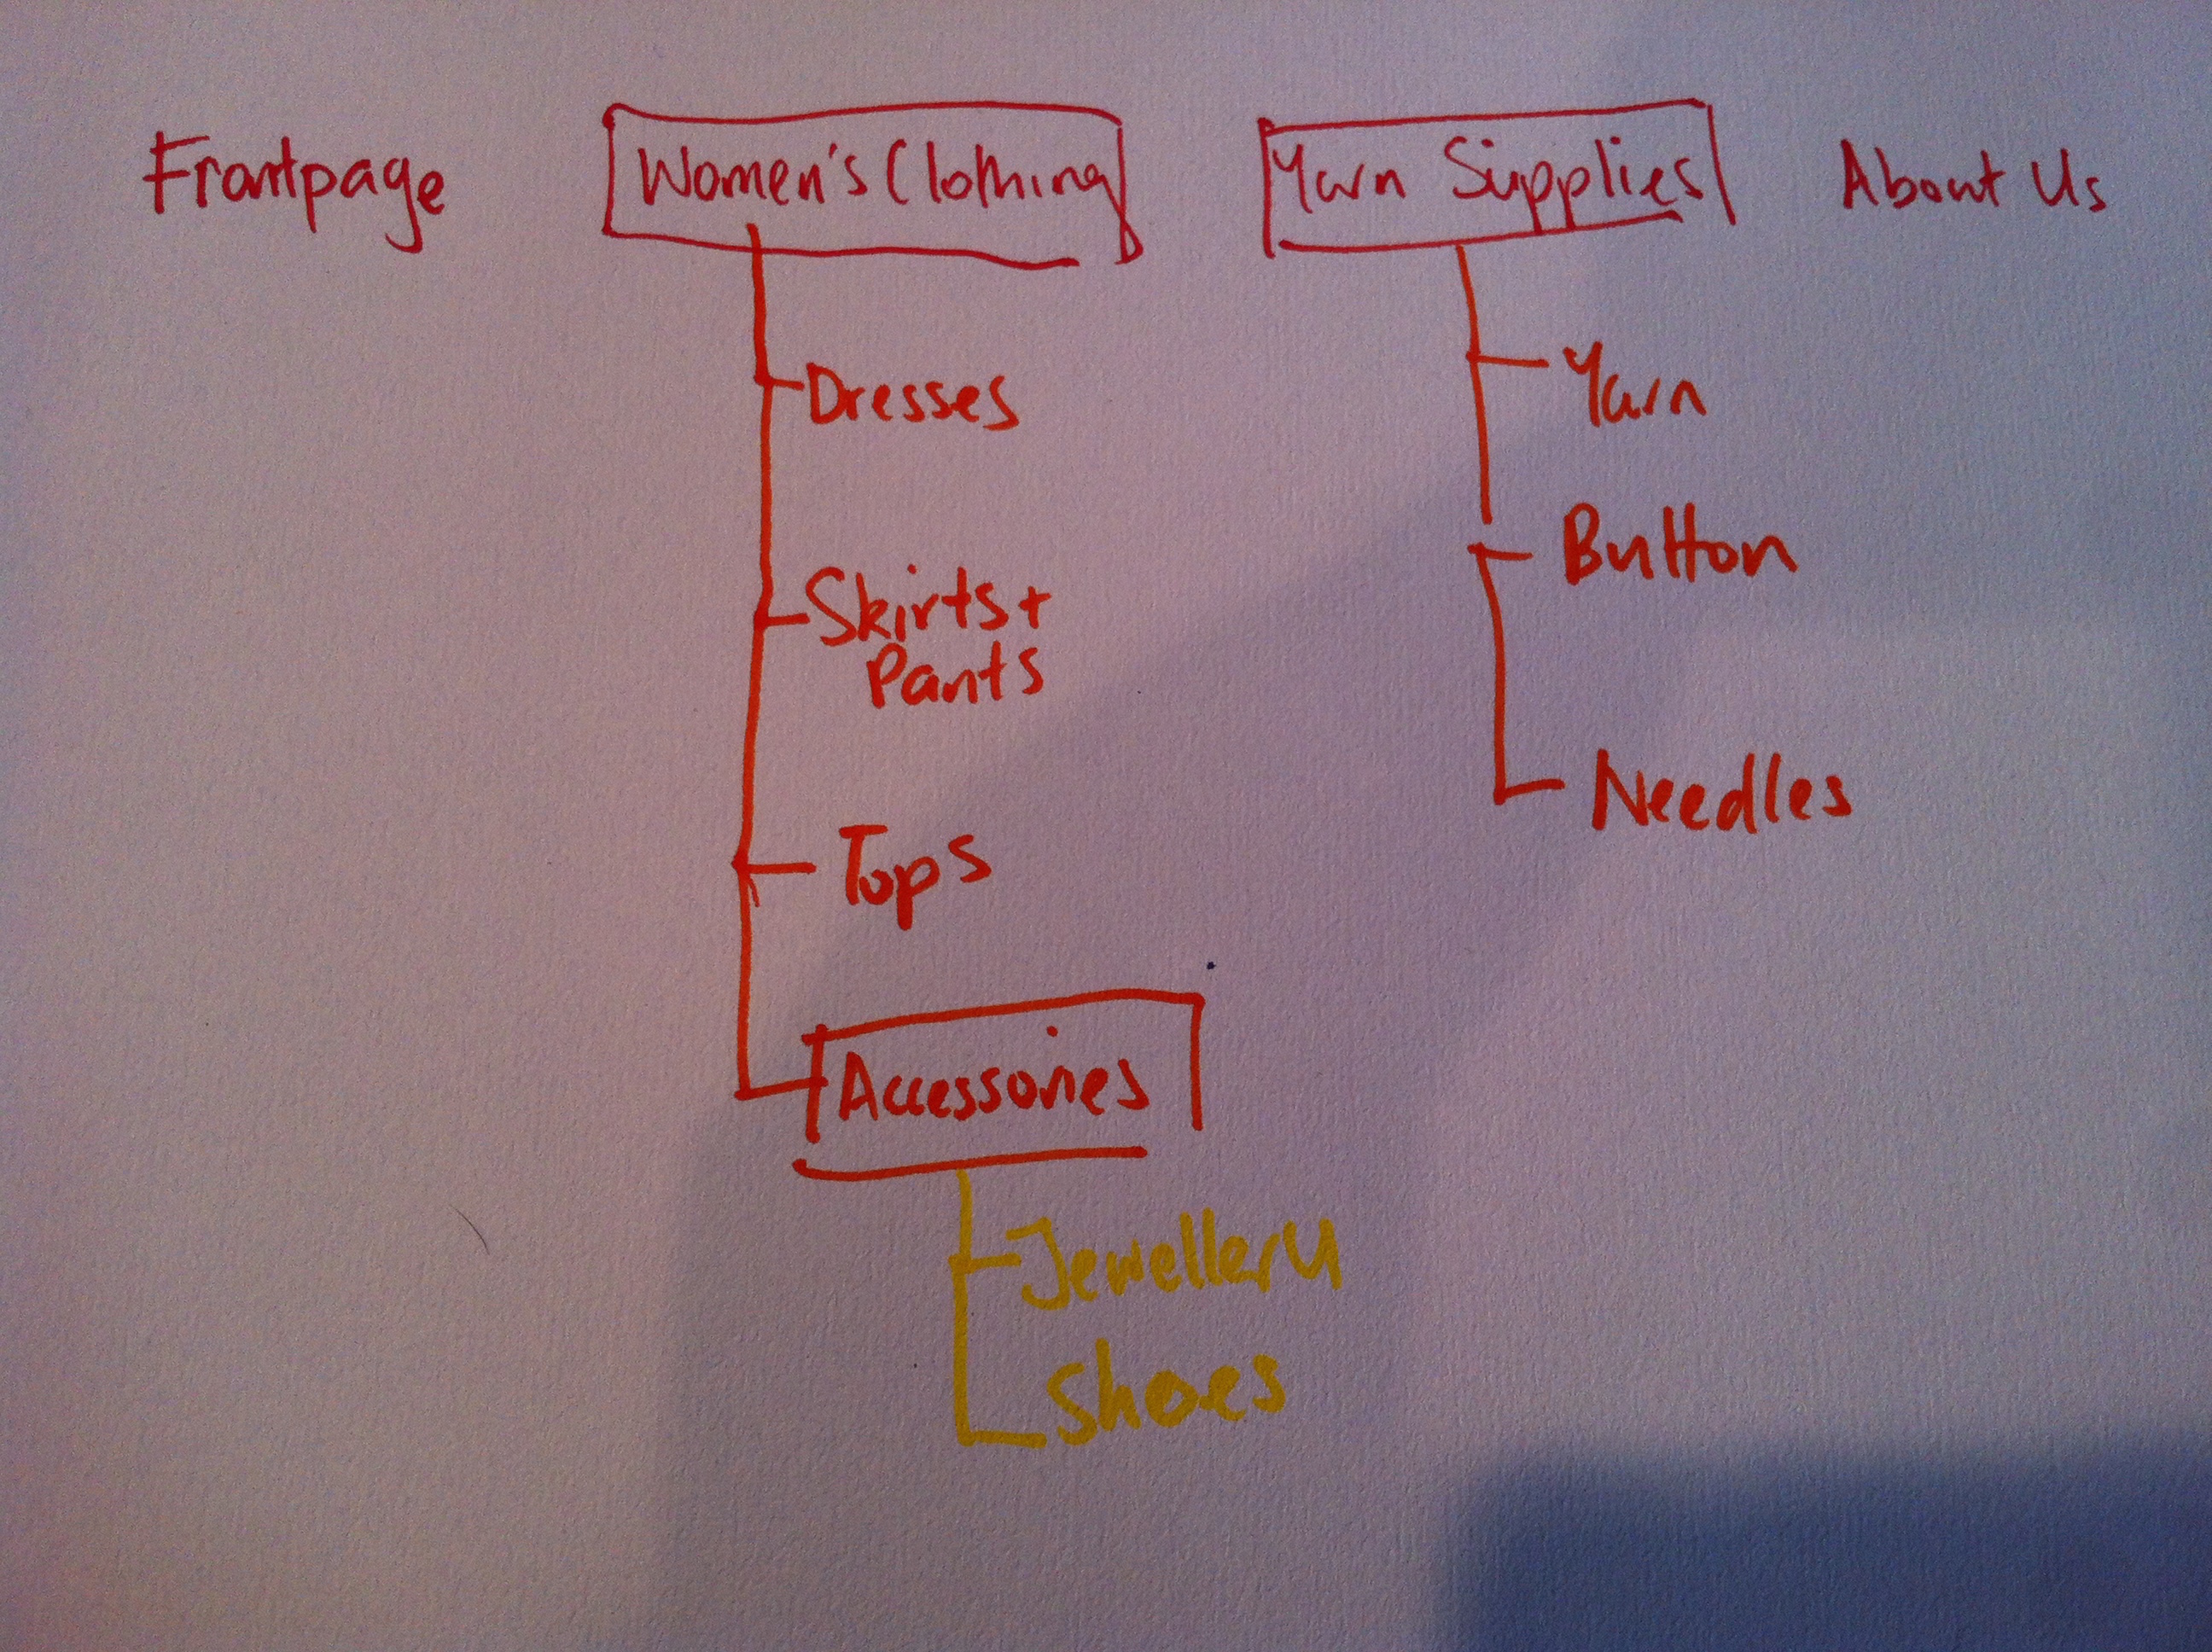 Frontpage
Women's Clothing
Yarn Supplies
About Us
Dresses
Skirts +
Pants
Tops
Accessories
Jewellery
Shoes
Yarn
Button
Needles